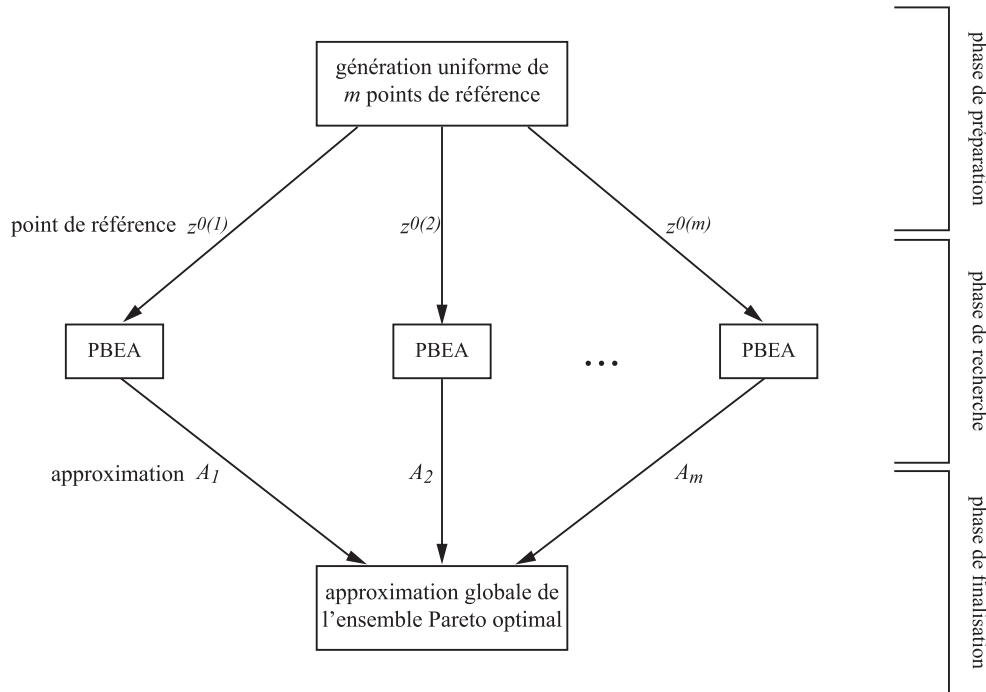 génération uniforme de
m points de référence
phase de préparation
point de référence z0(1)
z0(2)
z0(m)
PBEA
PBEA
...
PBEA
phase de recherche
approximation A1
A2
Am
approximation globale de
l’ensemble Pareto optimal
phase de finalisation